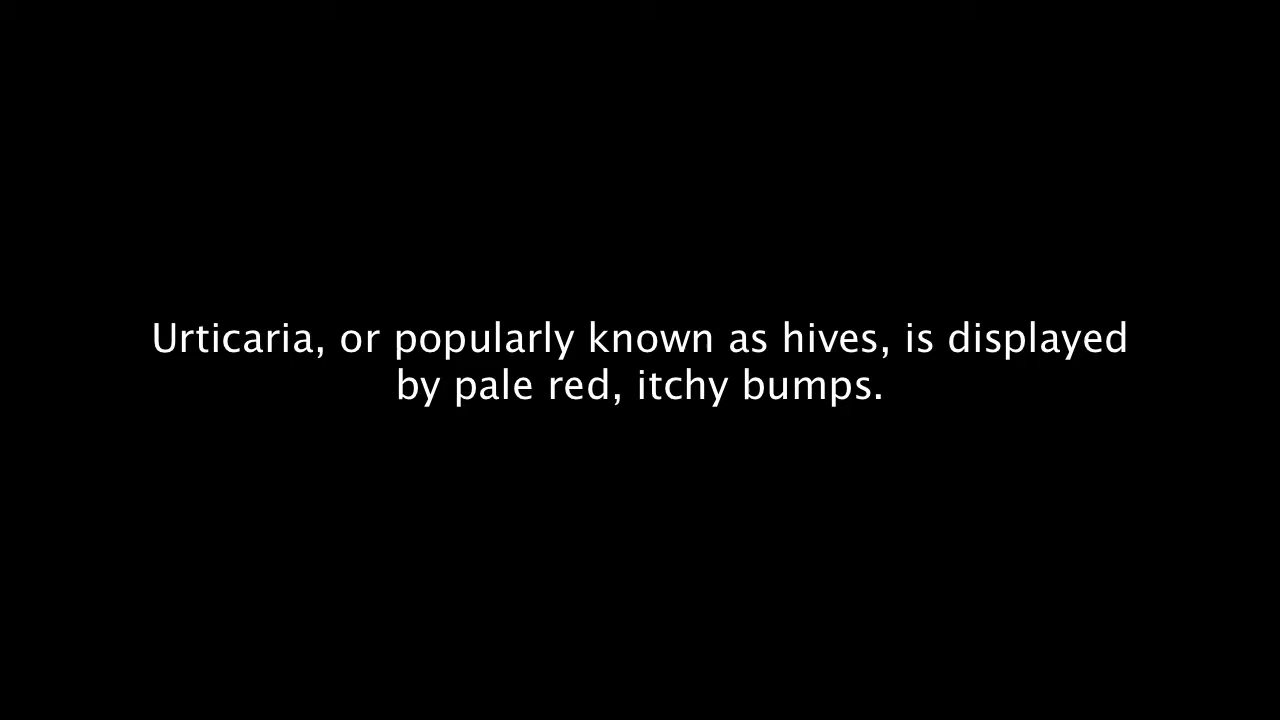 Urticaria, or popularly known as hives, is displayed
by pale red, itchy bumps.